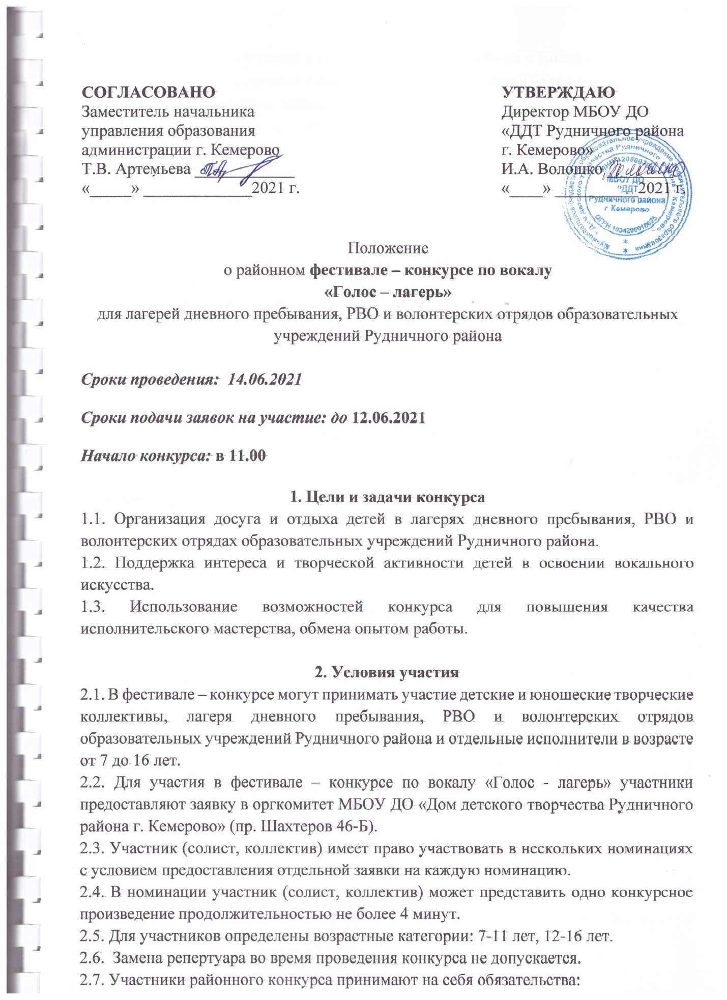 СОГЛАСОВАНО
Заместитель начальника
управления образования
администрации г. Кемерово
Т.В. Артемьева ____________
«_____» _____________2021 г.
УТВЕРЖДАЮ
Директор МБОУ ДО
«ДДТ Рудничного района
г. Кемерово»
И.А. Волошко
«_____» __________2021 г.
МБОУ ДО
"ДДТ
Рудничного района
г Кемерово
Положение
о районном фестивале – конкурсе по вокалу
«Голос – лагерь»
для лагерей дневного пребывания, РВО и волонтерских отрядов образовательных
учреждений Рудничного района
Сроки проведения: 14.06.2021
Сроки подачи заявок на участие: до 12.06.2021
Начало конкурса: в 11.00
1. Цели и задачи конкурса
1.1. Организация досуга и отдыха детей в лагерях дневного пребывания, РВО и
волонтерских отрядах образовательных учреждений Рудничного района.
1.2. Поддержка интереса и творческой активности детей в освоении вокального
искусства.
1.3. Использование возможностей конкурса для повышения качества
исполнительского мастерства, обмена опытом работы.
2. Условия участия
2.1. В фестивале – конкурсе могут принимать участие детские и юношеские творческие
коллективы, лагеря дневного пребывания, РВО и волонтерских отрядов
образовательных учреждений Рудничного района и отдельные исполнители в возрасте
от 7 до 16 лет.
2.2. Для участия в фестивале – конкурсе по вокалу «Голос - лагерь» участники
предоставляют заявку в оргкомитет МБОУ ДО «Дом детского творчества Рудничного
района г. Кемерово» (пр. Шахтеров 46-Б).
2.3. Участник (солист, коллектив) имеет право участвовать в нескольких номинациях
с условием предоставления отдельной заявки на каждую номинацию.
2.4. В номинации участник (солист, коллектив) может представить одно конкурсное
произведение продолжительностью не более 4 минут.
2.5. Для участников определены возрастные категории: 7-11 лет, 12-16 лет.
2.6. Замена репертуара во время проведения конкурса не допускается.
2.7. Участники районного конкурса принимают на себя обязательства: